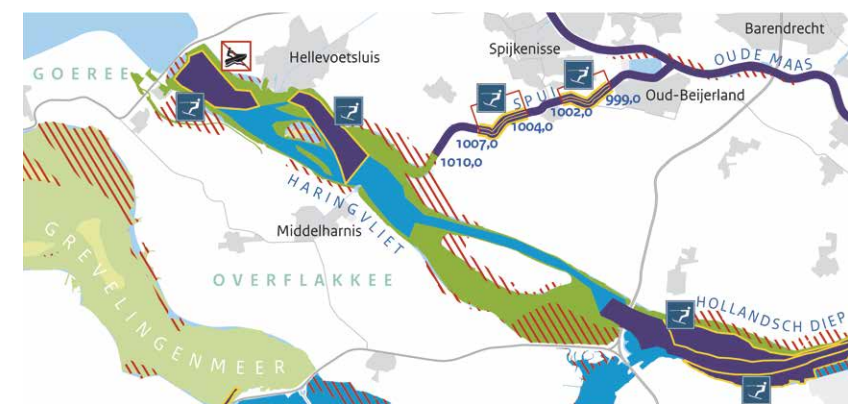 Barendrecht
Hellevoetsluis
Spijkenisse
OUDE MAAS
GOEREE
SPUI
999,0
Oud-Beijerland
1002,0
1004,0
1007,0
1010,0
HARINGVLIET
Middelharnis
GREVELINGENMEER
OVERFLAKKEE
HOLLANDSCH DIEP